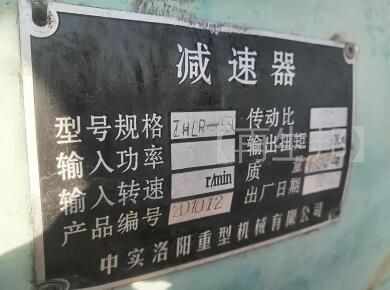 减速器
型号规格 ZHLR- 传动比
输入功率 输出扭矩
输入转速 r/min 质量
产品编号 201012 出厂日期
中实洛阳重型机械有限公司